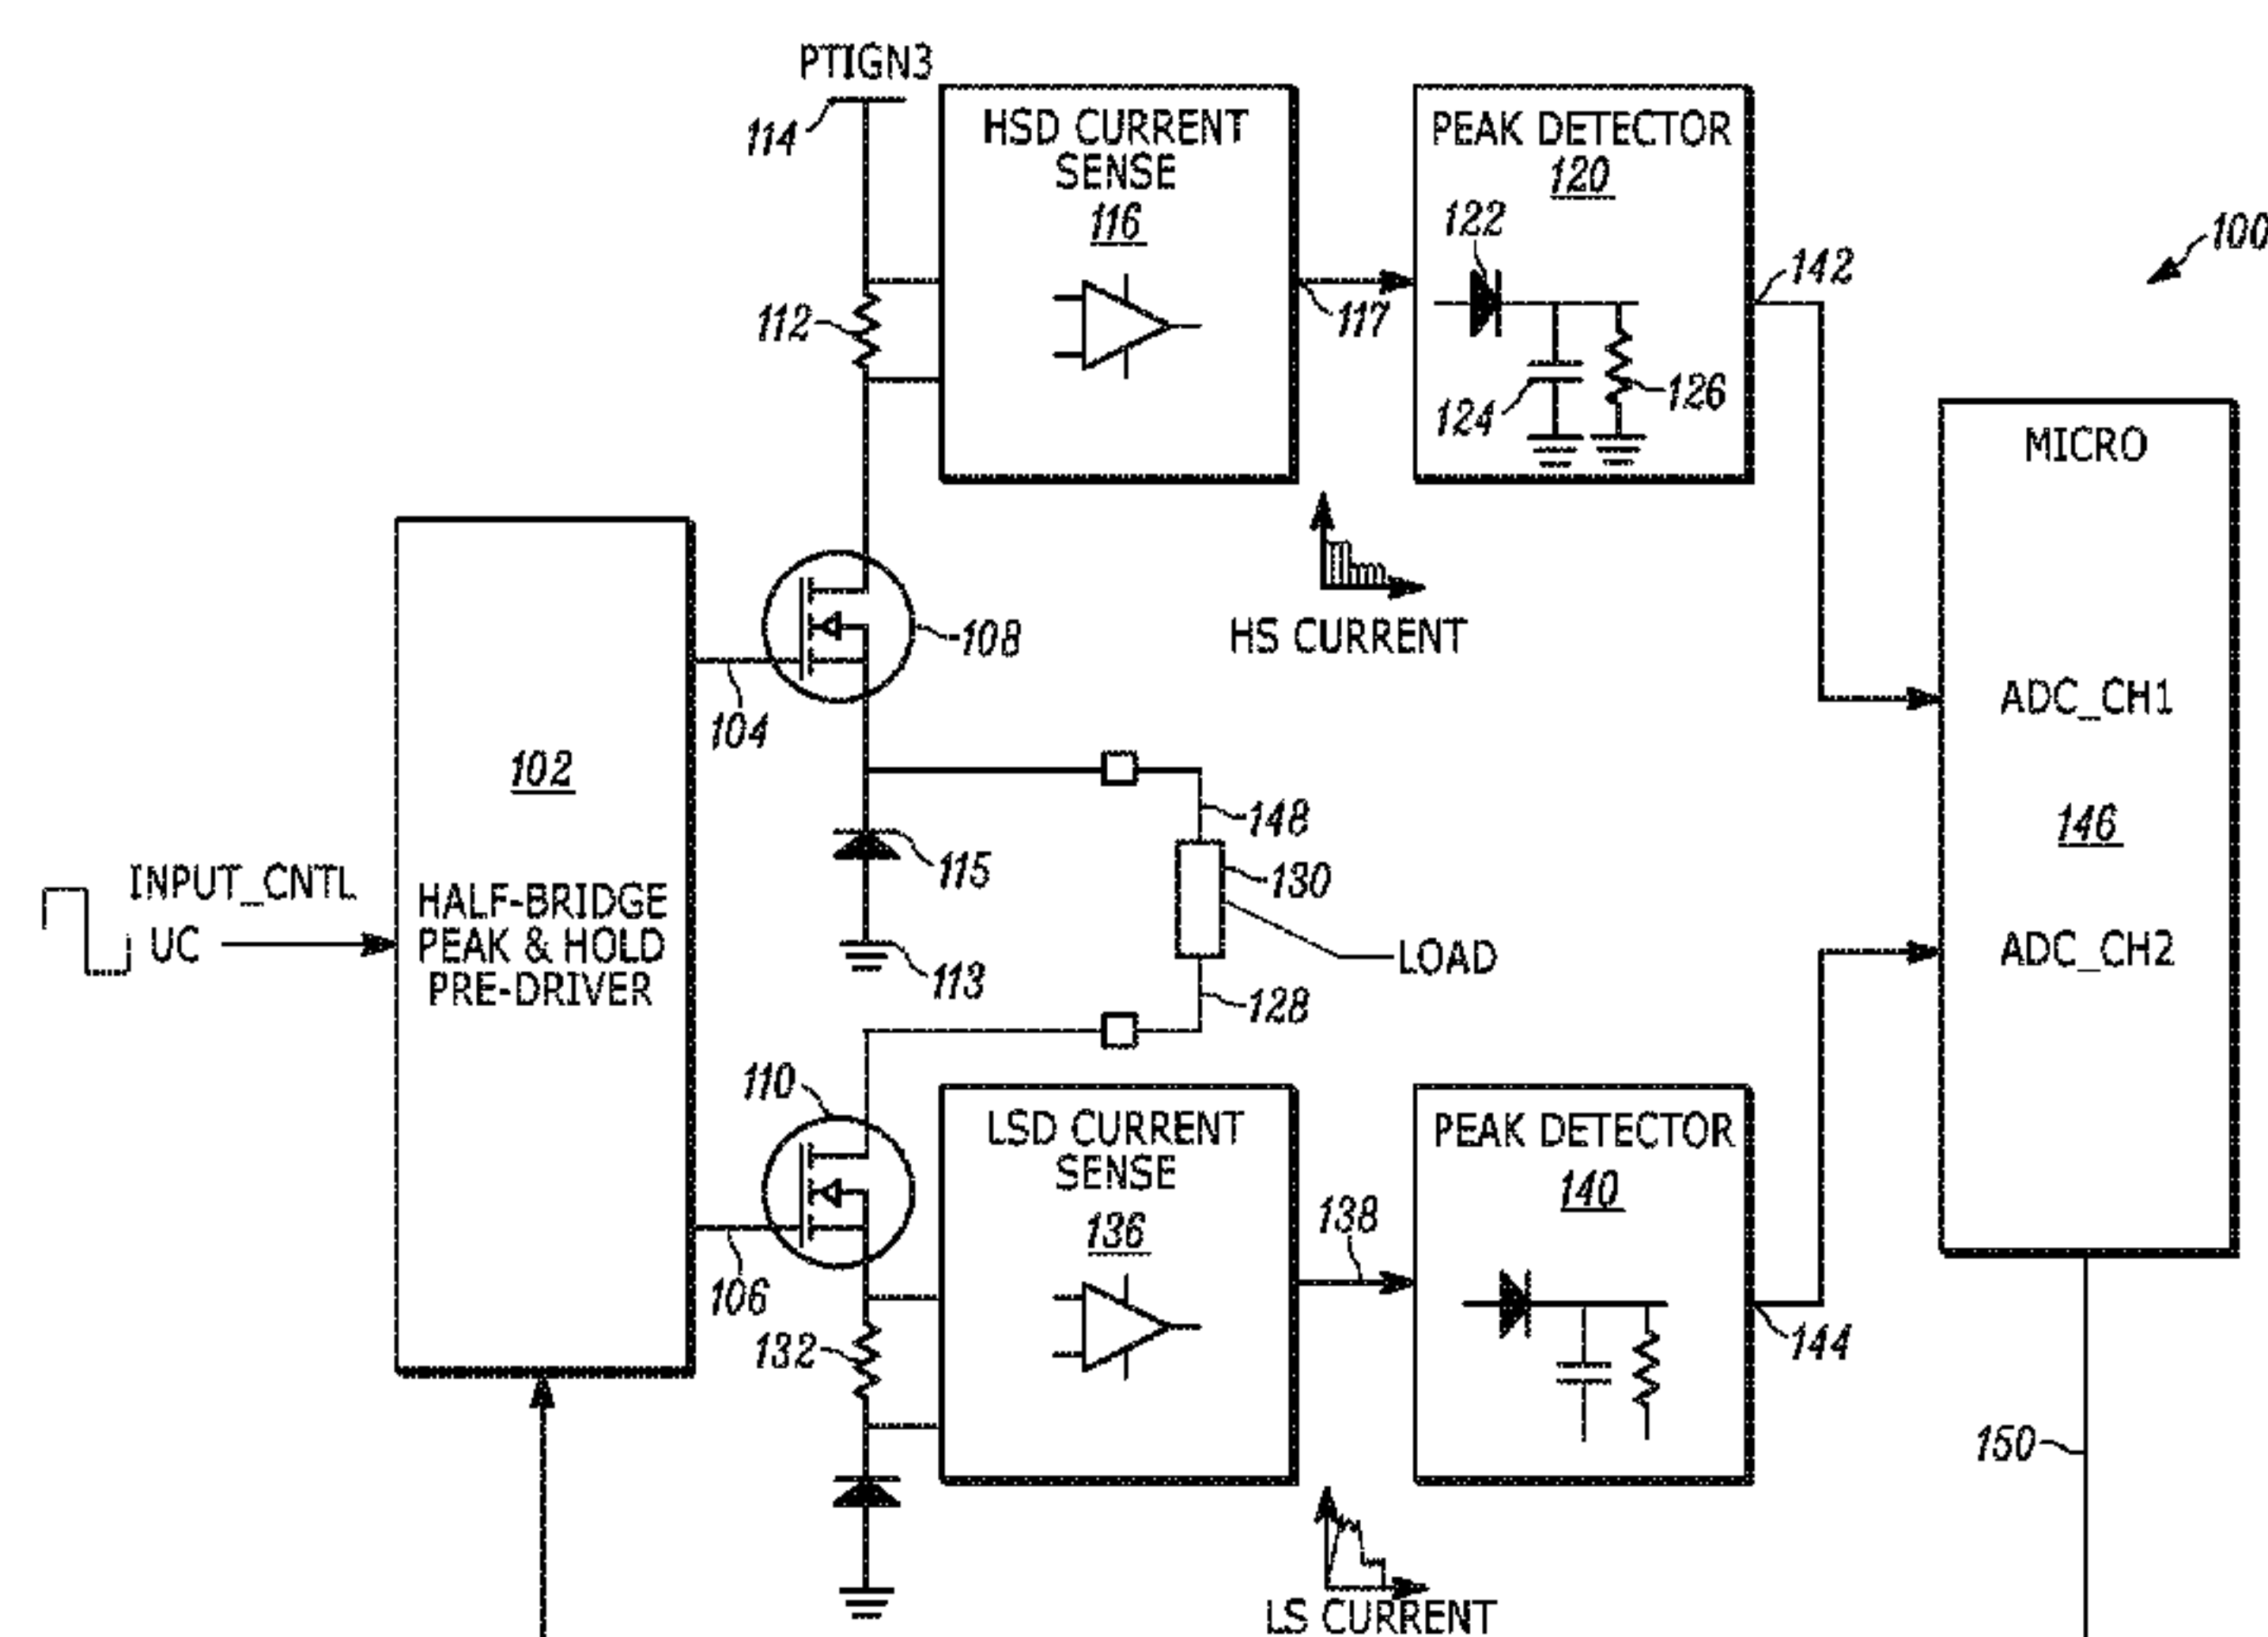 PTIGN3
114
HSD CURRENT
SENSE
116
PEAK DETECTOR
120
122
124
126
142
100
112
117
MICRO
HS CURRENT
108
104
102
ADC_CH1
148
130
115
146
INPUT_CNTL
UC
HALF-BRIDGE
PEAK & HOLD
PRE-DRIVER
113
LOAD
ADC_CH2
128
110
LSD CURRENT
SENSE
136
138
PEAK DETECTOR
140
106
132
144
150
LS CURRENT